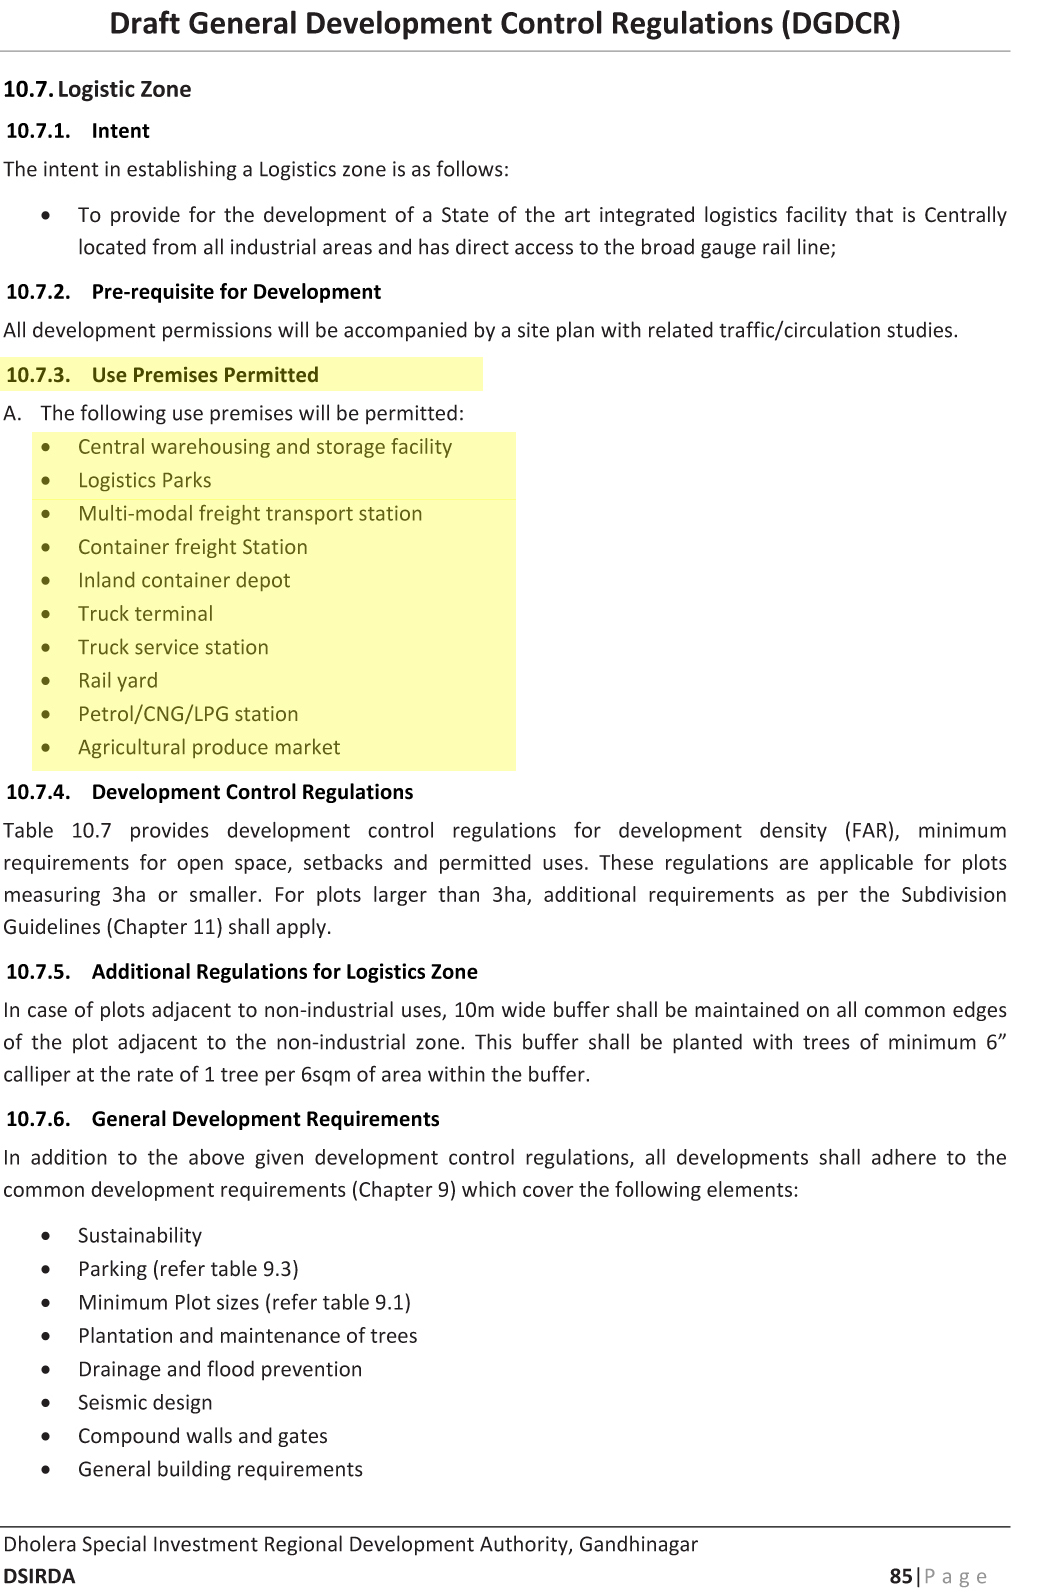 Draft General Development Control Regulations (DGDCR)
10.7. Logistic Zone
10.7.1. Intent
The intent in establishing a Logistics zone is as follows:
• To provide for the development of a State of the art integrated logistics facility that is Centrally
located from all industrial areas and has direct access to the broad gauge rail line;
10.7.2. Pre-requisite for Development
All development permissions will be accompanied by a site plan with related traffic/circulation studies.
10.7.3. Use Premises Permitted
A. The following use premises will be permitted:
• Central warehousing and storage facility
• Logistics Parks
• Multi-modal freight transport station
• Container freight Station
• Inland container depot
• Truck terminal
• Truck service station
• Rail yard
• Petrol/CNG/LPG station
• Agricultural produce market
10.7.4. Development Control Regulations
Table 10.7 provides development control regulations for development density (FAR), minimum
requirements for open space, setbacks and permitted uses. These regulations are applicable for plots
measuring 3ha or smaller. For plots larger than 3ha, additional requirements as per the Subdivision
Guidelines (Chapter 11) shall apply.
10.7.5. Additional Regulations for Logistics Zone
In case of plots adjacent to non-industrial uses, 10m wide buffer shall be maintained on all common edges
of the plot adjacent to the non-industrial zone. This buffer shall be planted with trees of minimum 6”
calliper at the rate of 1 tree per 6sqm of area within the buffer.
10.7.6. General Development Requirements
In addition to the above given development control regulations, all developments shall adhere to the
common development requirements (Chapter 9) which cover the following elements:
• Sustainability
• Parking (refer table 9.3)
• Minimum Plot sizes (refer table 9.1)
• Plantation and maintenance of trees
• Drainage and flood prevention
• Seismic design
• Compound walls and gates
• General building requirements
Dholera Special Investment Regional Development Authority, Gandhinagar
DSIRDA 85|Page